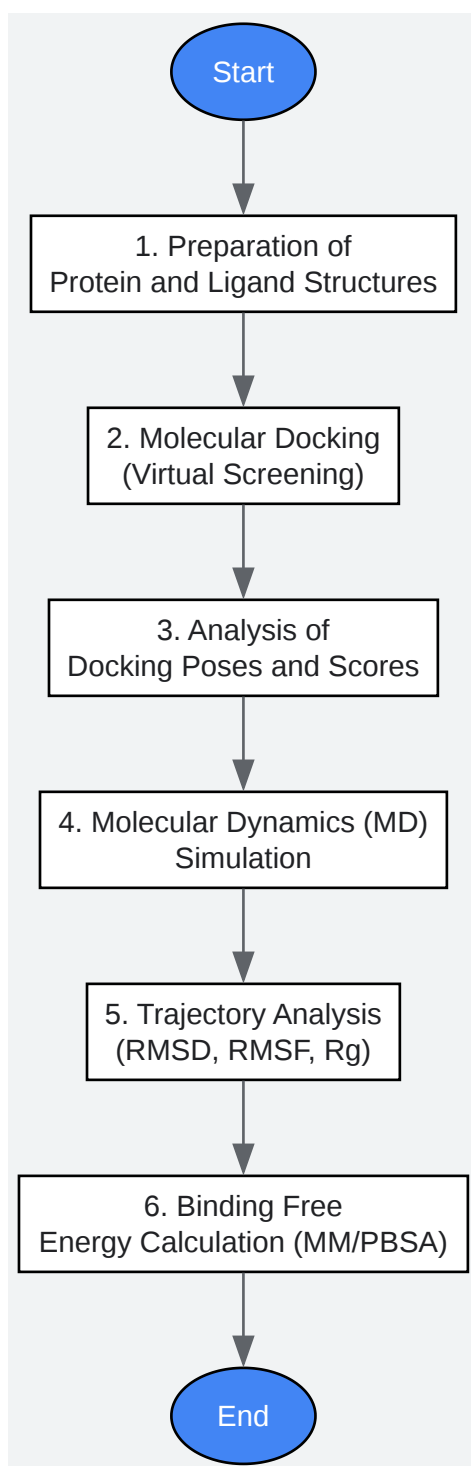 Start
1. Preparation of
Protein and Ligand Structures
2. Molecular Docking
(Virtual Screening)
3. Analysis of
Docking Poses and Scores
4. Molecular Dynamics (MD)
Simulation
5. Trajectory Analysis
(RMSD, RMSF, Rg)
6. Binding Free
Energy Calculation (MM/PBSA)
End